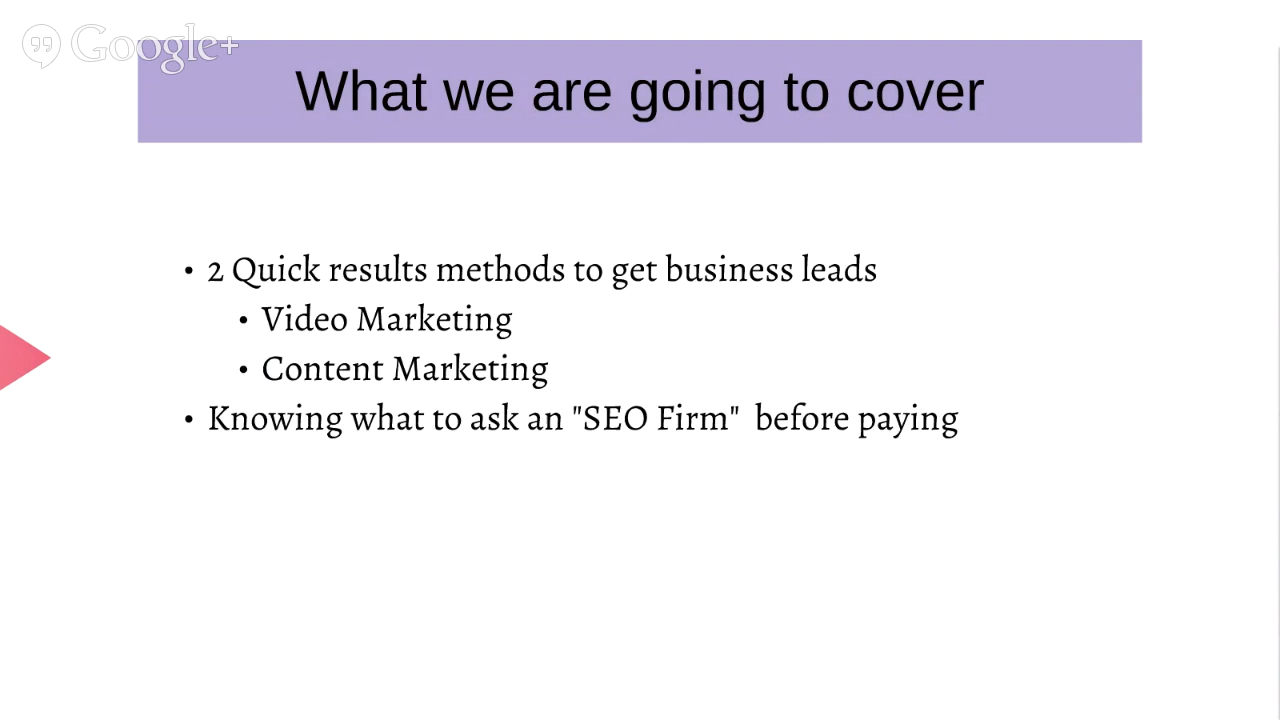 Google+
What we are going to cover
• 2 Quick results methods to get business leads
• Video Marketing
• Content Marketing
• Knowing what to ask an "SEO Firm"  before paying